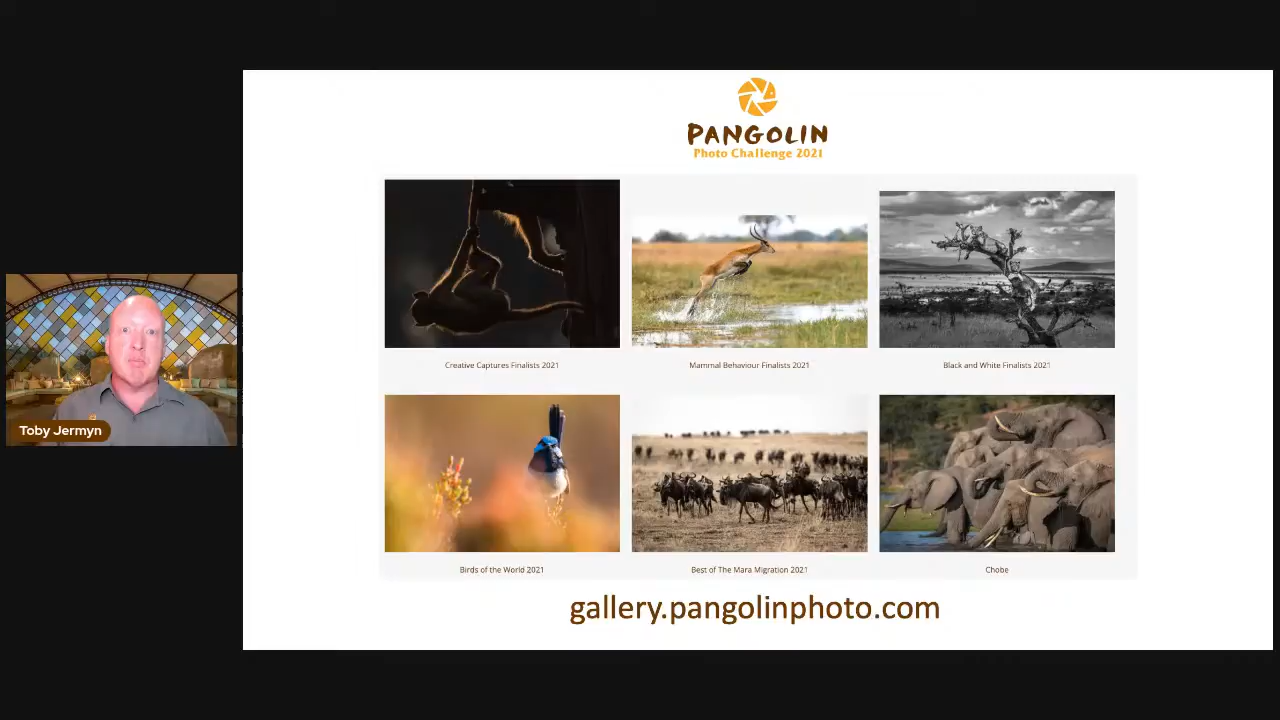 PANGOLIN
Photo Challenge 2021
Creative Captures Finalists 2021
Mammal Behaviour Finalists 2021
Black and White Finalists 2021
Toby Jermyn
Birds of the World 2021
Best of The Mara Migration 2021
Chobe
gallery.pangolinphoto.com